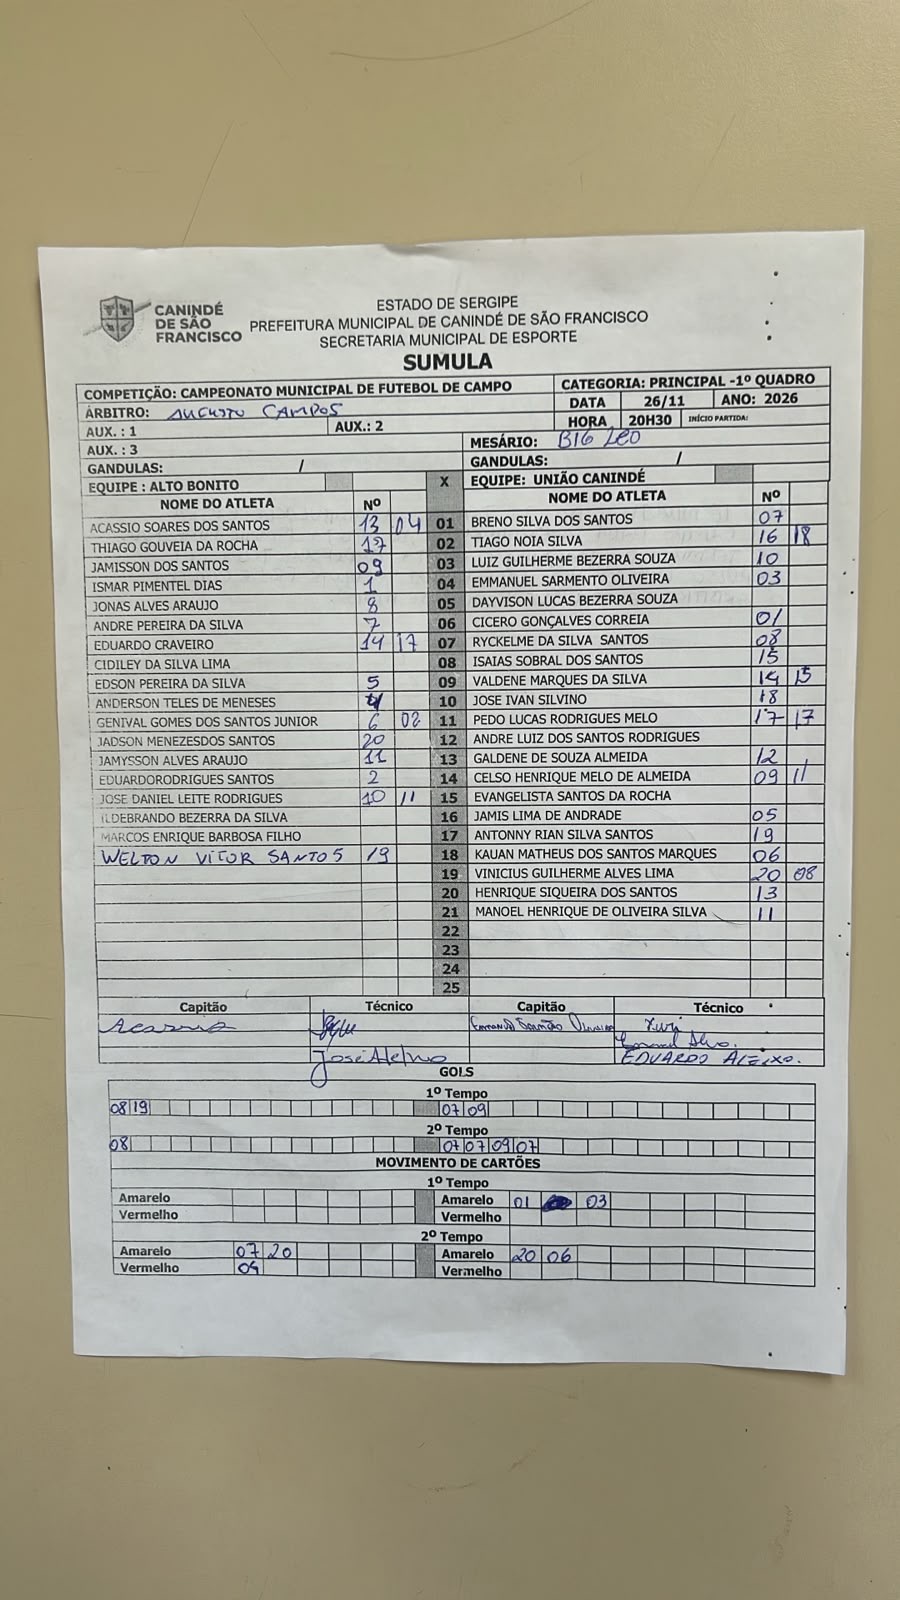 CANINDÉ
DE SÃO
FRANCISCO
ESTADO DE SERGIPE
PREFEITURA MUNICIPAL DE CANINDÉ DE SÃO FRANCISCO
SECRETARIA MUNICIPAL DE ESPORTE
SUMULA
COMPETIÇÃO: CAMPEONATO MUNICIPAL DE FUTEBOL DE CAMPO CATEGORIA: PRINCIPAL -1º QUADRO
ÁRBITRO: AUGUSTO CAMPOS DATA 26/11 ANO: 2026
AUX. : 1 AUX.: 2 HORA 20H30 INÍCIO PARTIDA:
AUX. : 3 MESÁRIO: BIG LEO
GANDULAS: / GANDULAS: /
EQUIPE : ALTO BONITO X EQUIPE: UNIÃO CANINDÉ
NOME DO ATLETA Nº NOME DO ATLETA Nº
ACASSIO SOARES DOS SANTOS 13 04 01 BRENO SILVA DOS SANTOS 07
THIAGO GOUVEIA DA ROCHA 17 02 TIAGO NOIA SILVA 16 18
JAMISSON DOS SANTOS 09 03 LUIZ GUILHERME BEZERRA SOUZA 10
ISMAR PIMENTEL DIAS 1 04 EMMANUEL SARMENTO OLIVEIRA 03
JONAS ALVES ARAUJO 8 05 DAYVISON LUCAS BEZERRA SOUZA
ANDRE PEREIRA DA SILVA 7 06 CICERO GONÇALVES CORREIA 01
EDUARDO CRAVEIRO 14 17 07 RYCKELME DA SILVA SANTOS 08
CIDILEY DA SILVA LIMA 08 ISAIAS SOBRAL DOS SANTOS 15
EDSON PEREIRA DA SILVA 5 09 VALDENE MARQUES DA SILVA 14 15
ANDERSON TELES DE MENESES 4 10 JOSE IVAN SILVINO 18
GENIVAL GOMES DOS SANTOS JUNIOR 6 02 11 PEDO LUCAS RODRIGUES MELO 17 17
JADSON MENEZESDOS SANTOS 20 12 ANDRE LUIZ DOS SANTOS RODRIGUES
JAMYSSON ALVES ARAUJO 11 13 GALDENE DE SOUZA ALMEIDA 12
EDUARDORODRIGUES SANTOS 2 14 CELSO HENRIQUE MELO DE ALMEIDA 09 11
JOSE DANIEL LEITE RODRIGUES 10 11 15 EVANGELISTA SANTOS DA ROCHA
ILDEBRANDO BEZERRA DA SILVA 16 JAMIS LIMA DE ANDRADE 05
MARCOS ENRIQUE BARBOSA FILHO 17 ANTONNY RIAN SILVA SANTOS 19
WELTON VITOR SANTOS 19 18 KAUAN MATHEUS DOS SANTOS MARQUES 06
19 VINICIUS GUILHERME ALVES LIMA 20 08
20 HENRIQUE SIQUEIRA DOS SANTOS 13
21 MANOEL HENRIQUE DE OLIVEIRA SILVA 11
22
23
24
25
Capitão Técnico Capitão Técnico
Acassio Emmanuel Sarmento Oliveira
José Adelmo EDUARDO ALEIXO.
GOLS
1º Tempo
08 19 07 09
2º Tempo
08 07 07 09 07
MOVIMENTO DE CARTÕES
1º Tempo
Amarelo Amarelo 01 03
Vermelho Vermelho
2º Tempo
Amarelo 07 20 Amarelo 20 06
Vermelho 09 Vermelho